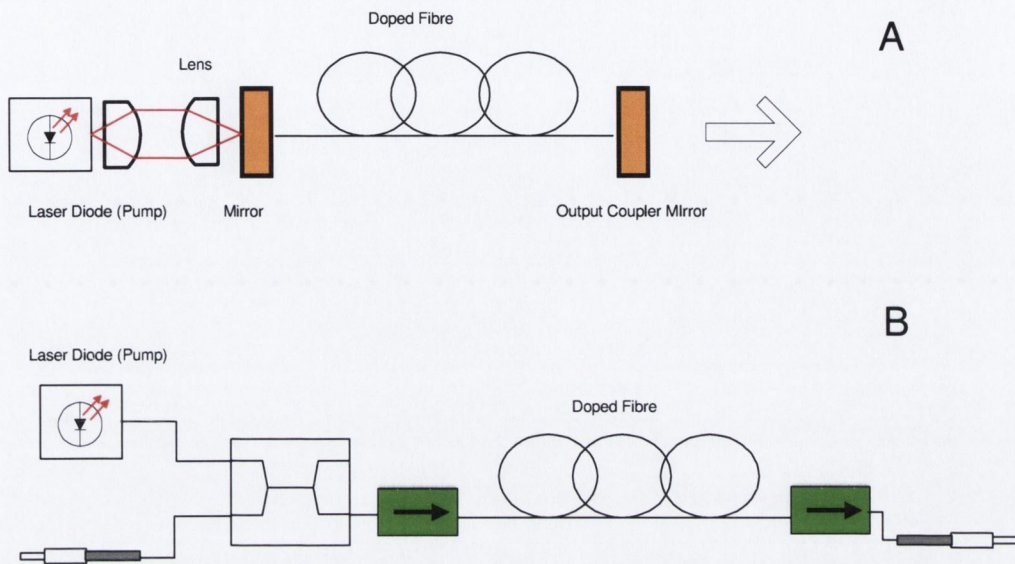 Doped Fibre
A
Lens
Laser Diode (Pump)
Mirror
Output Coupler MIrror
B
Laser Diode (Pump)
Doped Fibre